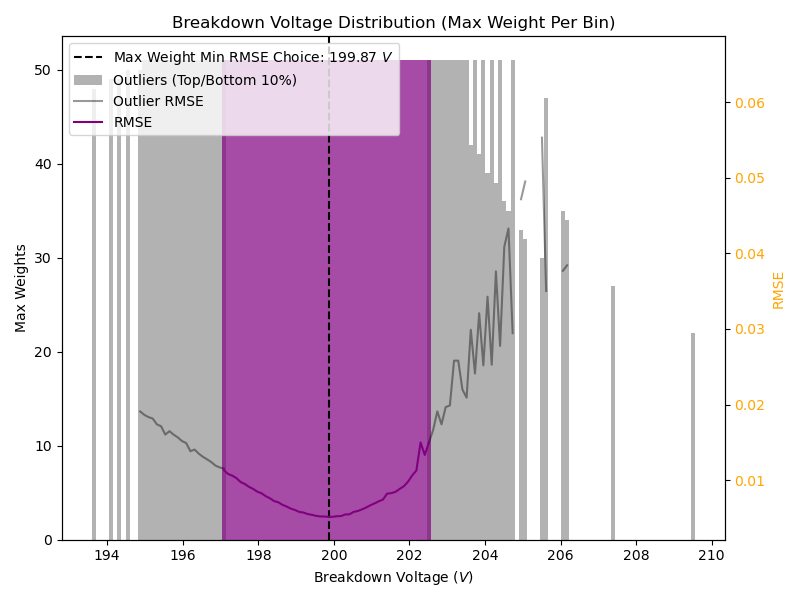 Breakdown Voltage Distribution (Max Weight Per Bin)
Max Weight Min RMSE Choice: 199.87 V
Outliers (Top/Bottom 10%)
Outlier RMSE
RMSE
50
40
30
20
10
0
Max Weights
0.06
0.05
0.04
0.03
0.02
0.01
RMSE
194 196 198 200 202 204 206 208 210
Breakdown Voltage (V)